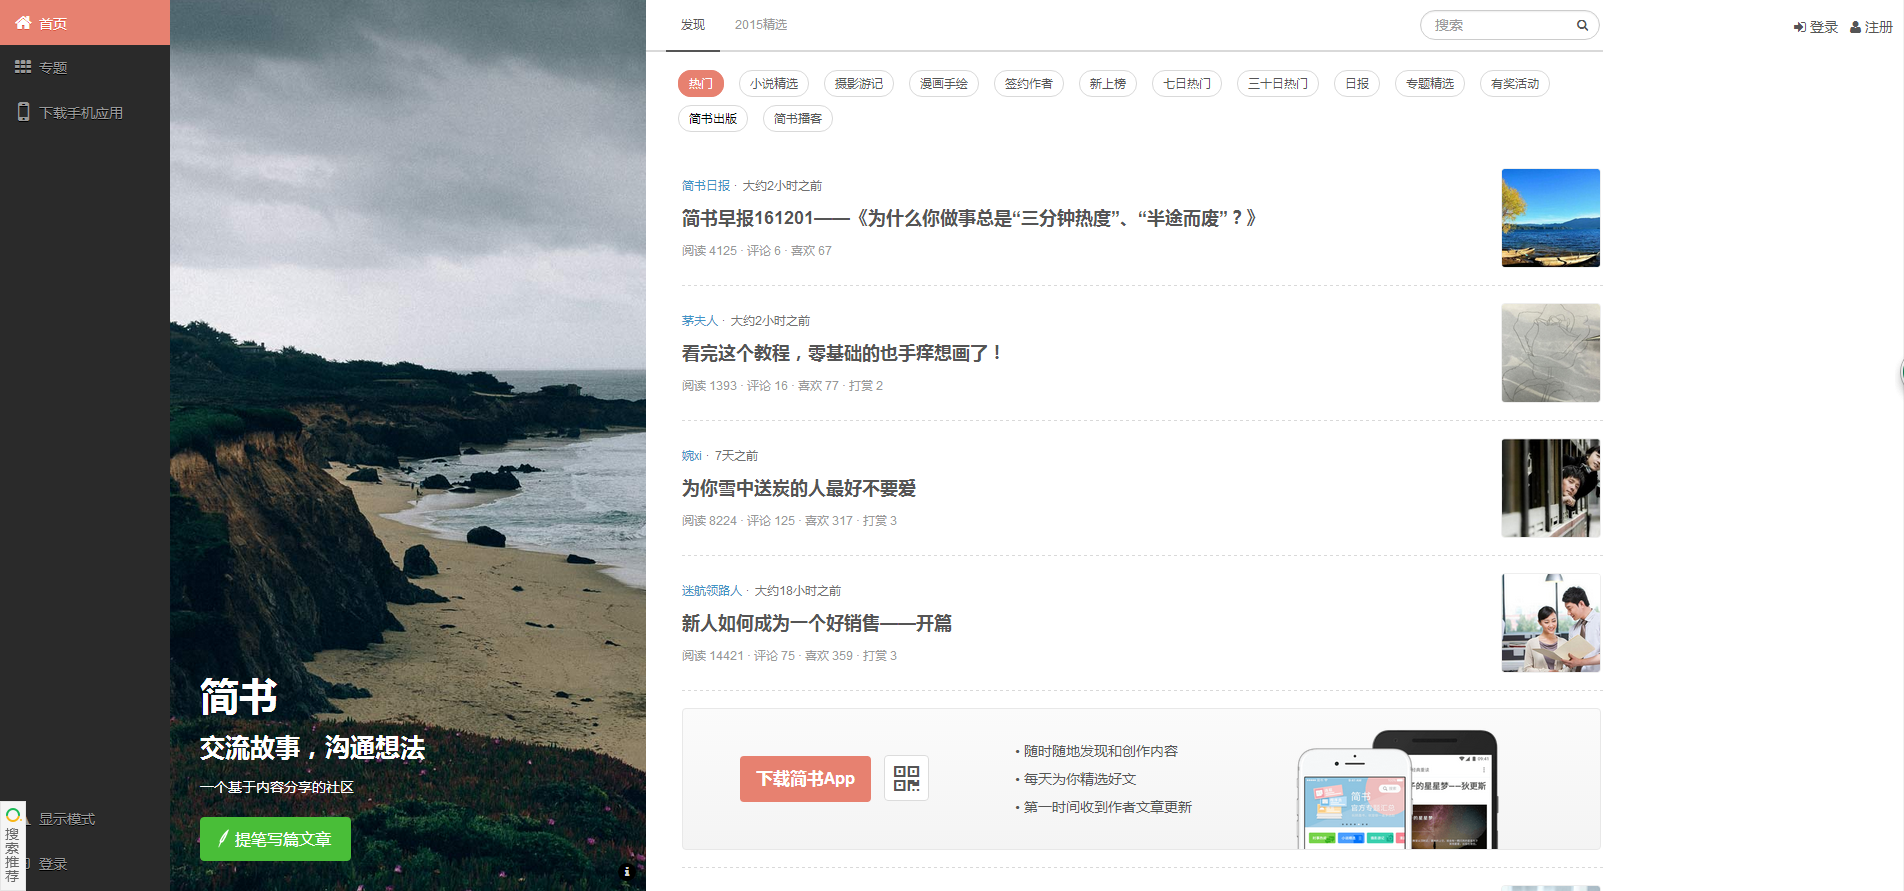 首页
专题
下载手机应用
显示模式
登录
搜索推荐
简书
交流故事，沟通想法
一个基于内容分享的社区
提笔写篇文章
发现
2015精选
搜索
登录
注册
热门
小说精选
摄影游记
漫画手绘
签约作者
新上榜
七日热门
三十日热门
日报
专题精选
有奖活动
简书出版
简书播客
简书日报 · 大约2小时之前
简书早报161201——《为什么你做事总是“三分钟热度”、“半途而废”？》
阅读 4125 · 评论 6 · 喜欢 67
茅夫人 · 大约2小时之前
看完这个教程，零基础的也手痒想画了！
阅读 1393 · 评论 16 · 喜欢 77 · 打赏 2
婉xi · 7天之前
为你雪中送炭的人最好不要爱
阅读 8224 · 评论 125 · 喜欢 317 · 打赏 3
迷航领路人 · 大约18小时之前
新人如何成为一个好销售——开篇
阅读 14421 · 评论 75 · 喜欢 359 · 打赏 3
下载简书App
• 随时随地发现和创作内容
• 每天为你精选好文
• 第一时间收到作者文章更新
简书
子的星星梦——狄更斯